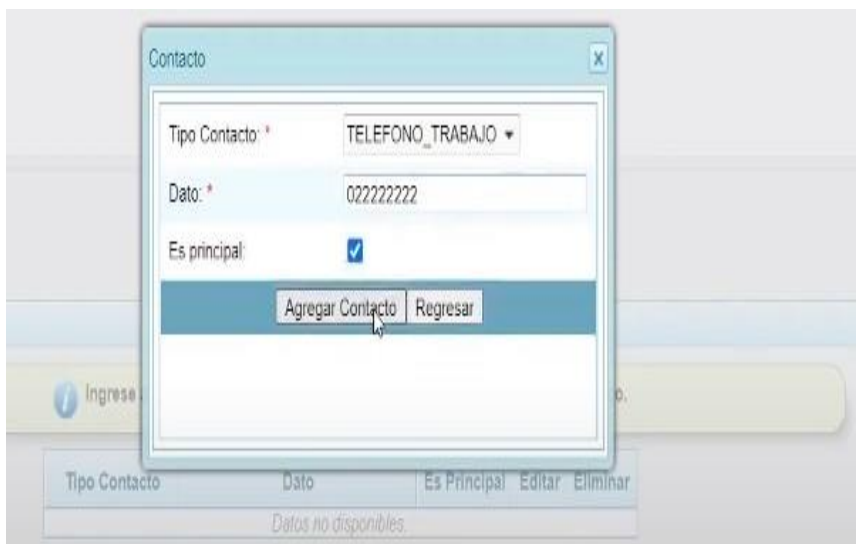 Contacto
Tipo Contacto: * TELEFONO_TRABAJO
Dato: * 022222222
Es principal:
Agregar Contacto Regresar
Ingrese
o.
Tipo Contacto Dato Es Principal Editar Eliminar
Datos no disponibles.